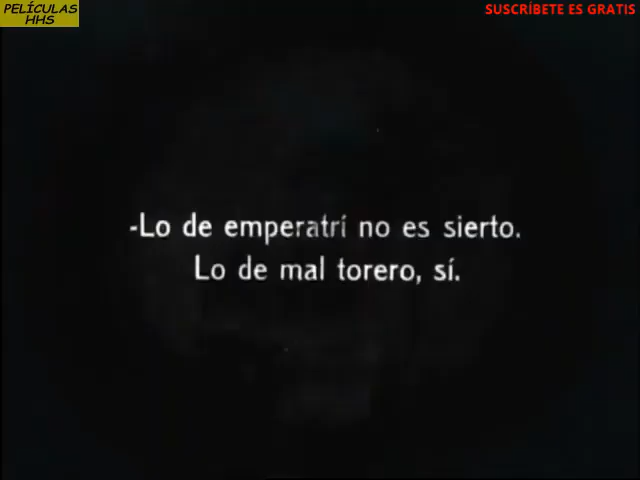 PELÍCULAS
HHS
SUSCRÍBETE ES GRATIS
-Lo de emperatrí no es sierto.
Lo de mal torero, sí.